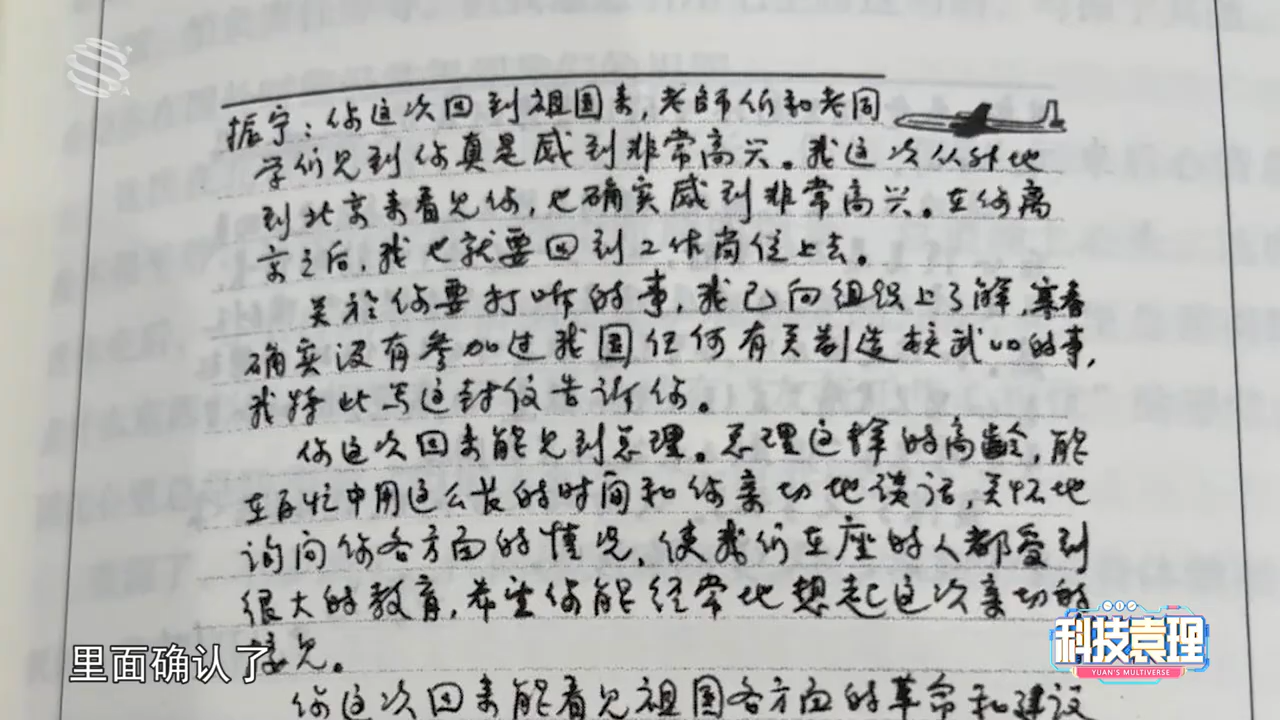 振宁：你这次回到祖国来，老師们和老同
学们见到你真是感到非常高兴。我这次从外地
到北京来看见你，也确实感到非常高兴。在你离
京之后，我也就要回到工作岗位上去。
关於你要打听的事，我已向组织上了解，寒春
确实没有参加过我国任何有关制造核武四的事，
我特此写这封信告诉你。
你这次回来能见到总理。总理这样的高龄，能
在百忙中用这么长的时间和你亲切地谈话，关怀地
询问你各方面的情况，使我们在座的人都受到
很大的教育，希望你能经常地想起这次亲切的
接见。
你这次回来能看见祖国各方面的革命和建设
里面确认了
科技袁理
YUAN'S MULTIVERSE